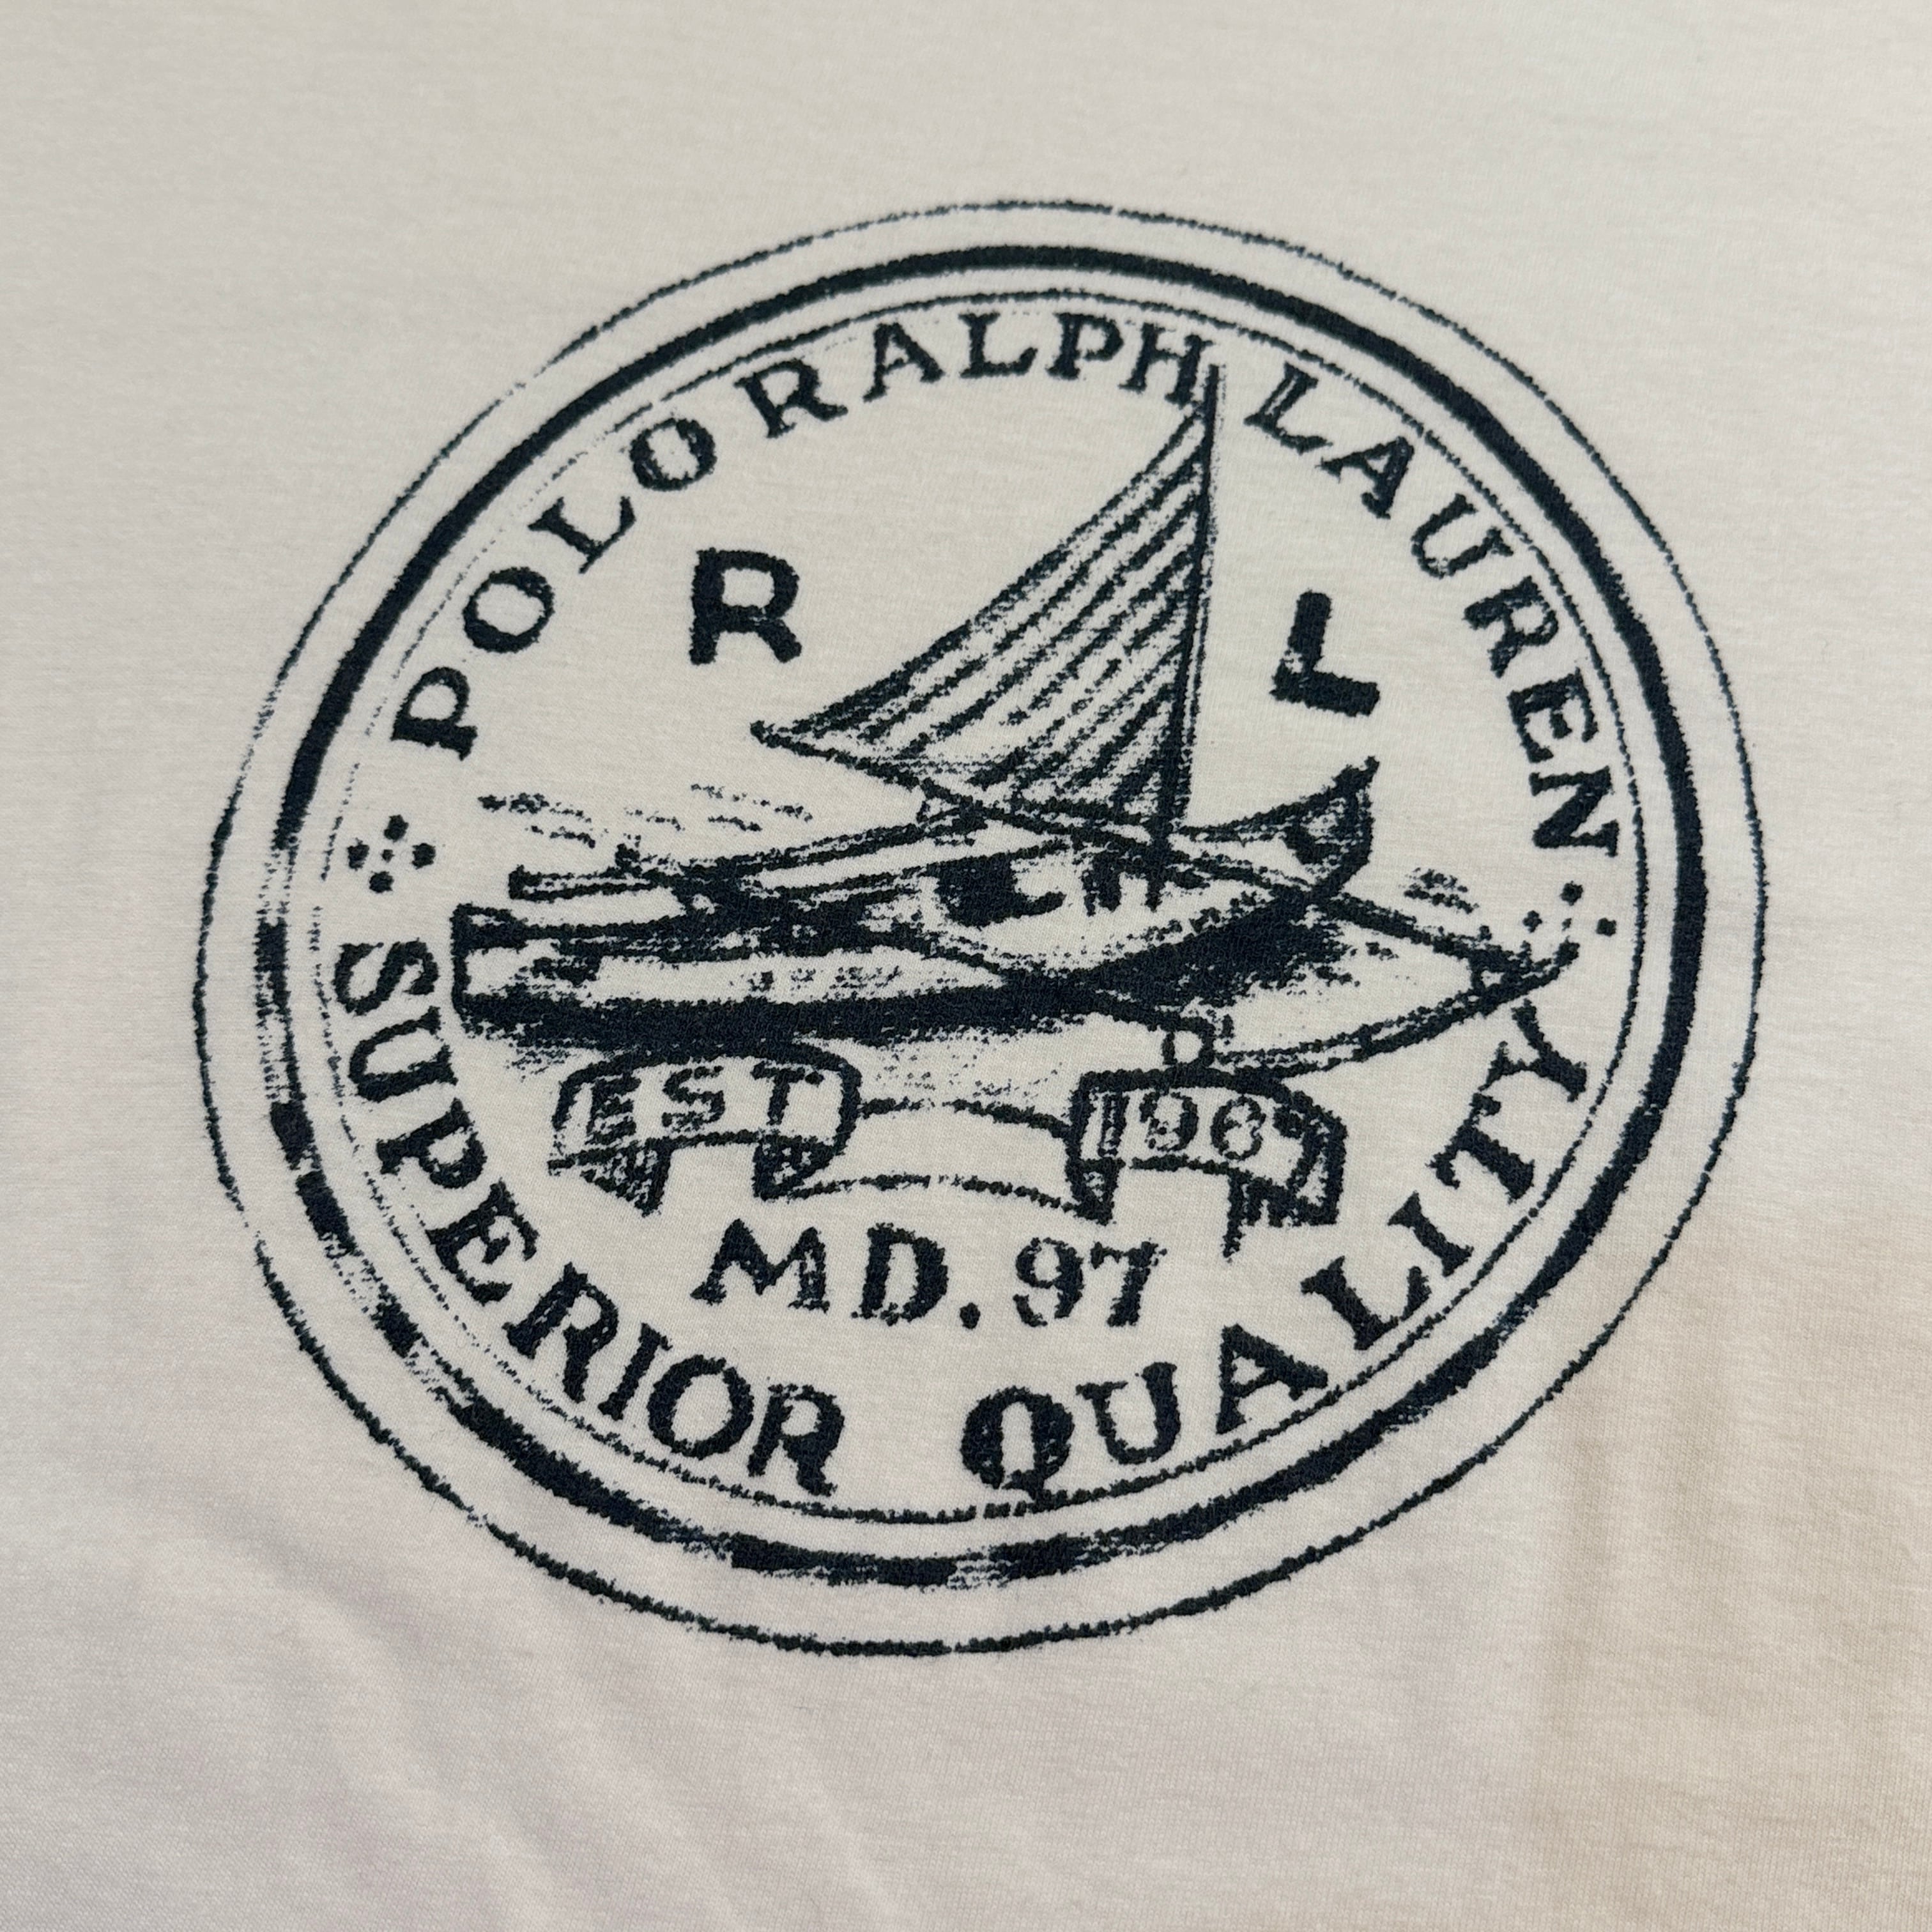 POLO RALPH LAUREN
R L
EST. 1967
MD. 97
SUPERIOR QUALITY